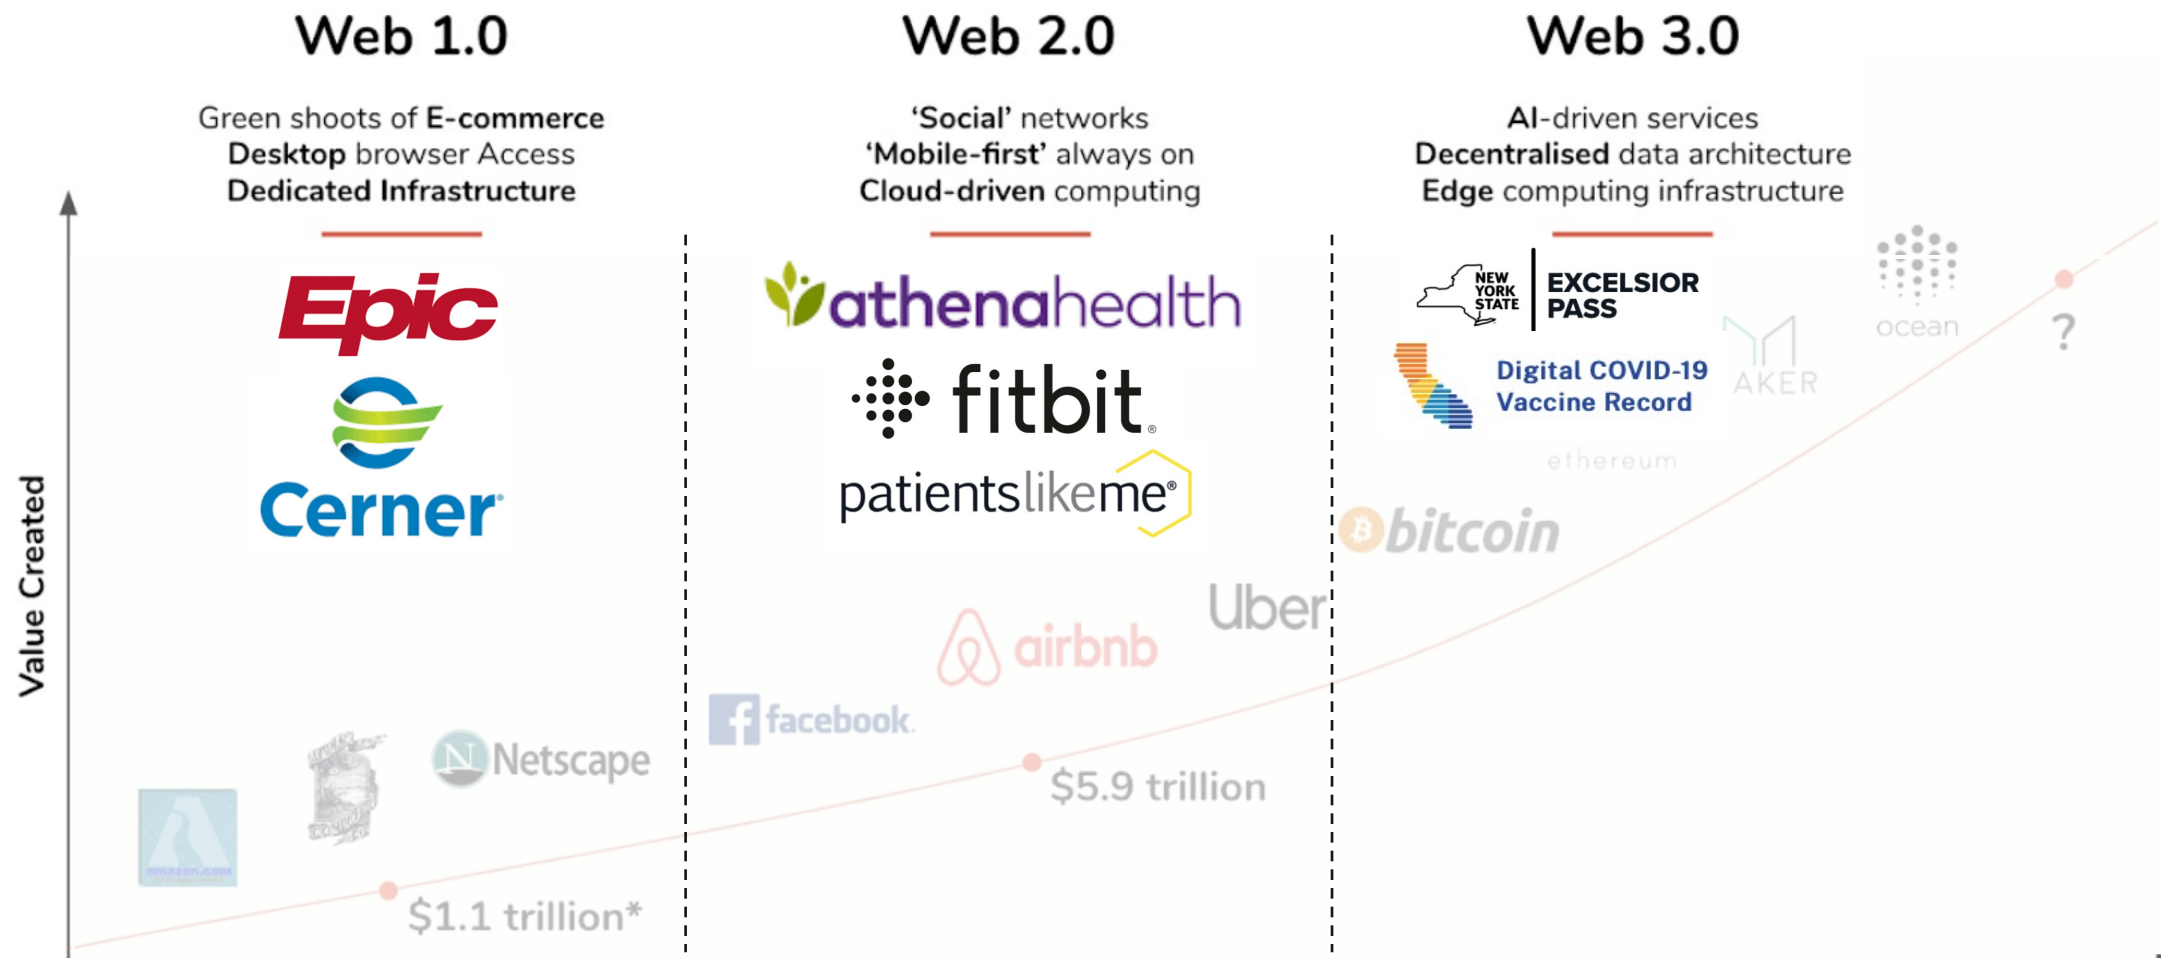 Web 1.0
Green shoots of E-commerce
Desktop browser Access
Dedicated Infrastructure
Epic
Cerner®
Netscape
amazon.com
$1.1 trillion*
Web 2.0
‘Social’ networks
‘Mobile-first’ always on
Cloud-driven computing
athenahealth
fitbit®
patientslikeme®
Uber
airbnb
facebook.
$5.9 trillion
Web 3.0
AI-driven services
Decentralised data architecture
Edge computing infrastructure
NEW
YORK
STATE
EXCELSIOR
PASS
Digital COVID-19
Vaccine Record
ocean
?
AKER
ethereum
bitcoin
Value Created